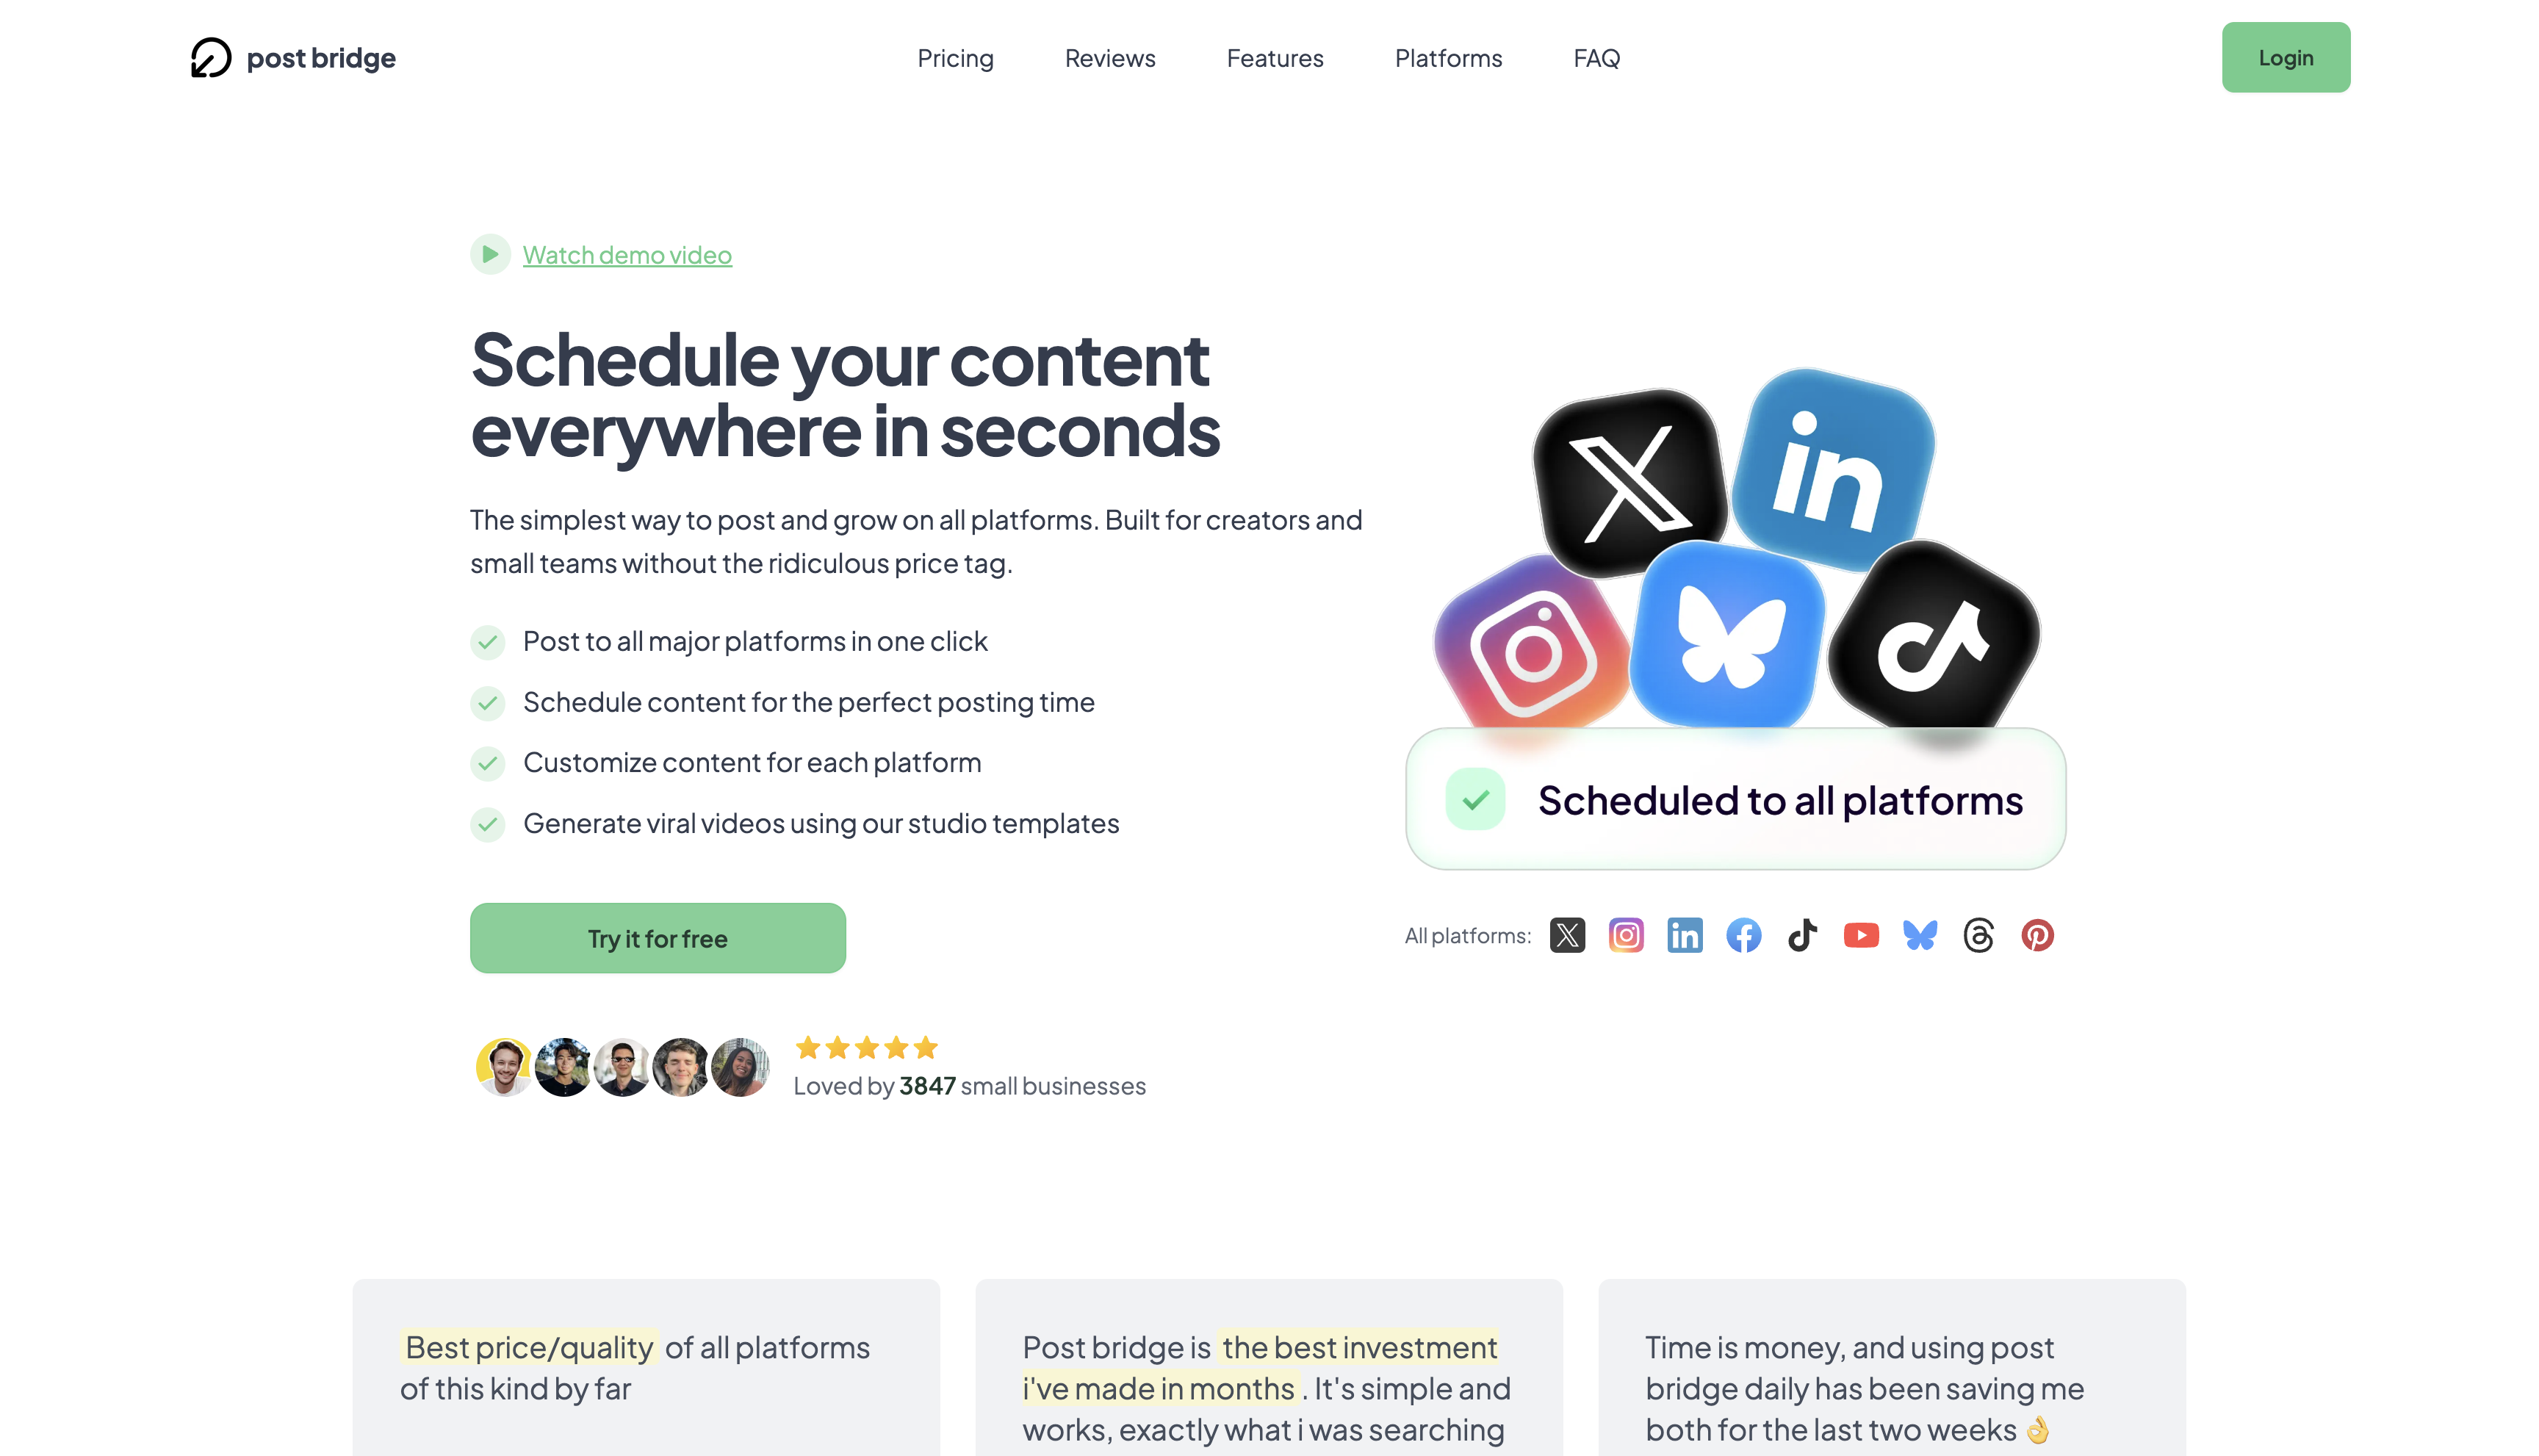 post bridge
Pricing
Reviews
Features
Platforms
FAQ
Login
Watch demo video
Schedule your content
everywhere in seconds
The simplest way to post and grow on all platforms. Built for creators and
small teams without the ridiculous price tag.
Post to all major platforms in one click
Schedule content for the perfect posting time
Customize content for each platform
Generate viral videos using our studio templates
Try it for free
Loved by 3847 small businesses
in
Scheduled to all platforms
All platforms:
Best price/quality of all platforms
of this kind by far
Post bridge is the best investment
i've made in months . It's simple and
works, exactly what i was searching
Time is money, and using post
bridge daily has been saving me
both for the last two weeks 👌